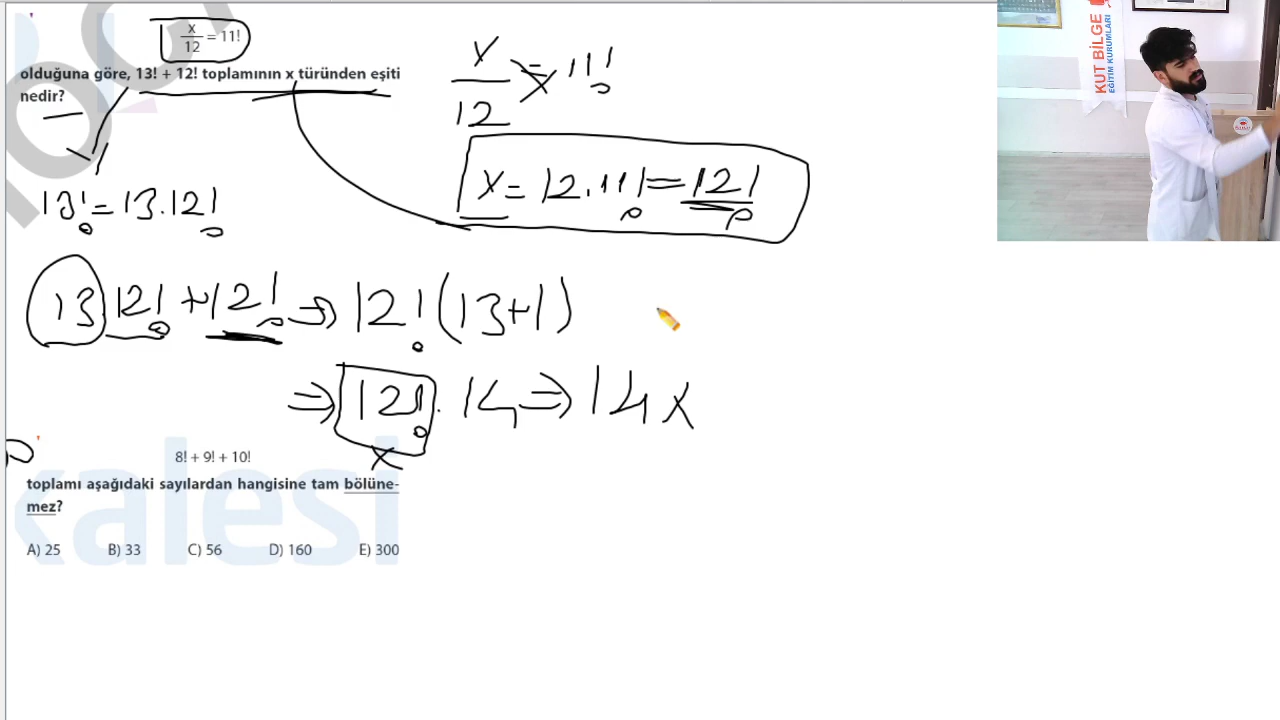 x/12 = 11!
olduğuna göre, 13! + 12! toplamının x türünden eşiti
nedir?
x/12 = 11!
x = 12.11! = 12!
13! = 13.12!
13 12! + 12! ⇒ 12! (13+1)
⇒ 12! . 14 ⇒ 14x
x
8! + 9! + 10!
toplamı aşağıdaki sayılardan hangisine tam bölüne-
mez?
A) 25 B) 33 C) 56 D) 160 E) 300
kalesi
KUT BİLGE
EĞİTİM KURUMLARI